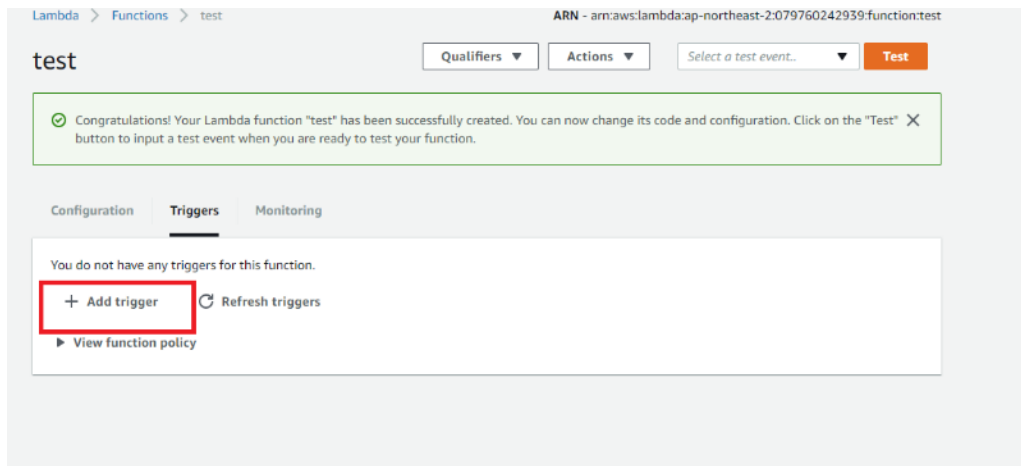 Lambda > Functions > test
ARN - arn:aws:lambda:ap-northeast-2:079760242939:function:test
test
Qualifiers
Actions
Select a test event..
Test
Congratulations! Your Lambda function "test" has been successfully created. You can now change its code and configuration. Click on the "Test"
button to input a test event when you are ready to test your function.
Configuration
Triggers
Monitoring
You do not have any triggers for this function.
+ Add trigger
Refresh triggers
View function policy